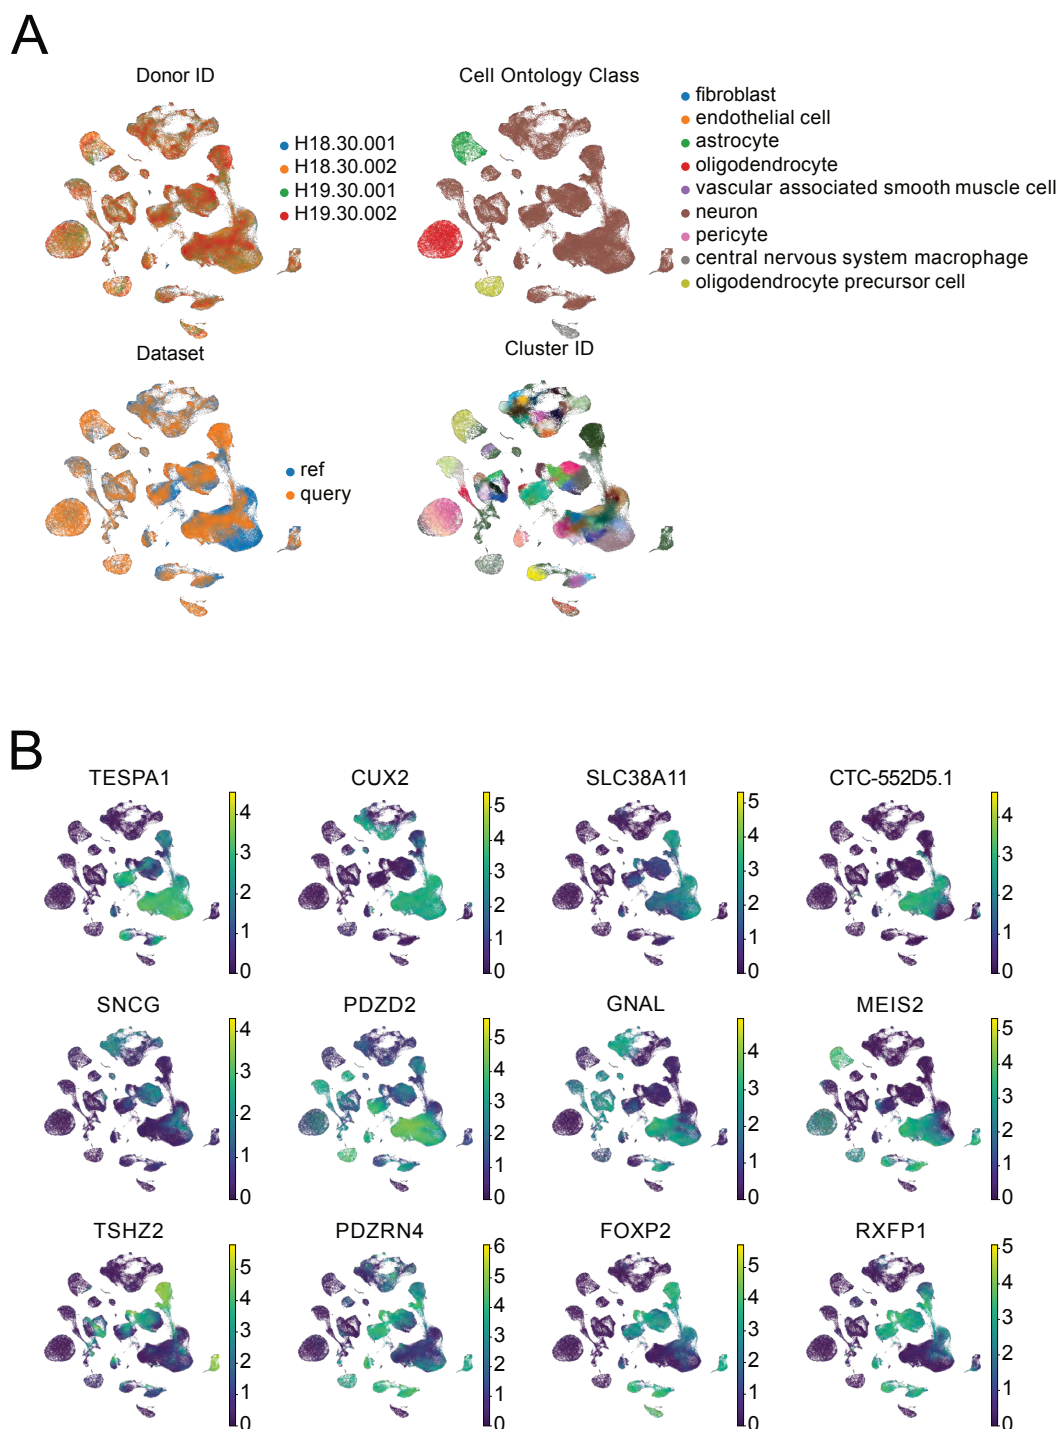 A
Donor ID
H18.30.001
H18.30.002
H19.30.001
H19.30.002
Cell Ontology Class
fibroblast
endothelial cell
astrocyte
oligodendrocyte
vascular associated smooth muscle cell
neuron
pericyte
central nervous system macrophage
oligodendrocyte precursor cell
Dataset
ref
query
Cluster ID
B
TESPA1
4
3
2
1
0
CUX2
5
4
3
2
1
0
SLC38A11
5
4
3
2
1
0
CTC-552D5.1
4
3
2
1
0
SNCG
4
3
2
1
0
PDZD2
5
4
3
2
1
0
GNAL
4
3
2
1
0
MEIS2
5
4
3
2
1
0
TSHZ2
5
4
3
2
1
0
PDZRN4
6
5
4
3
2
1
0
FOXP2
5
4
3
2
1
0
RXFP1
5
4
3
2
1
0